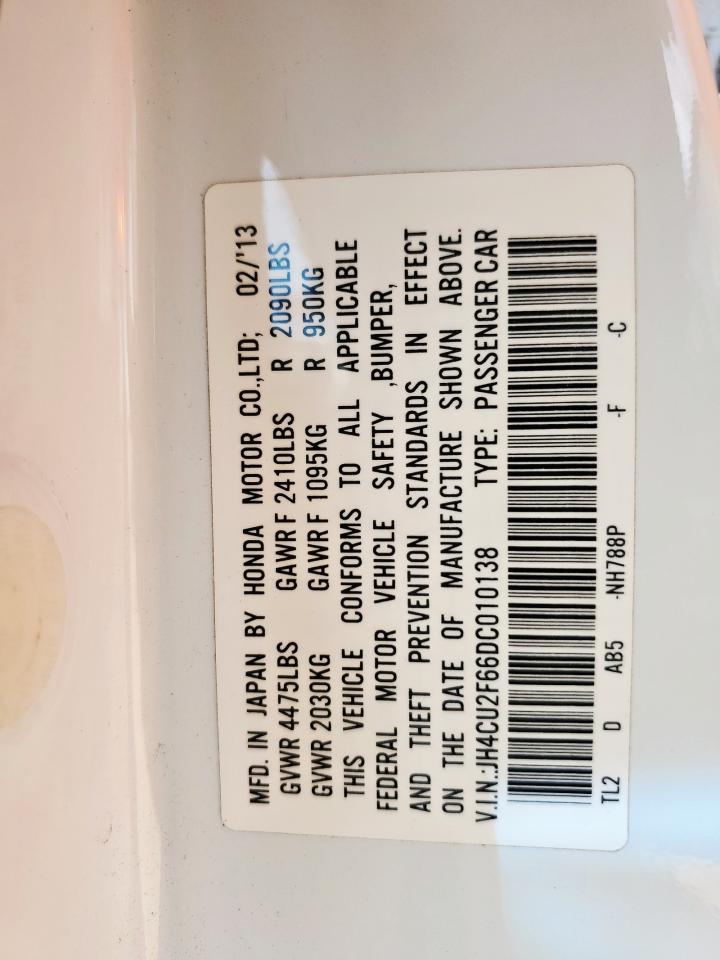 MFD. IN JAPAN BY HONDA MOTOR CO.,LTD; 02/'13
GVWR 4475LBS GAWR F 2410LBS R 2090LBS
GVWR 2030KG GAWR F 1095KG R 950KG
THIS VEHICLE CONFORMS TO ALL APPLICABLE
FEDERAL MOTOR VEHICLE SAFETY ,BUMPER,
AND THEFT PREVENTION STANDARDS IN EFFECT
ON THE DATE OF MANUFACTURE SHOWN ABOVE.
V.I.N.:JH4CU2F66DC010138 TYPE: PASSENGER CAR
TL2 D AB5 -NH788P -F -C